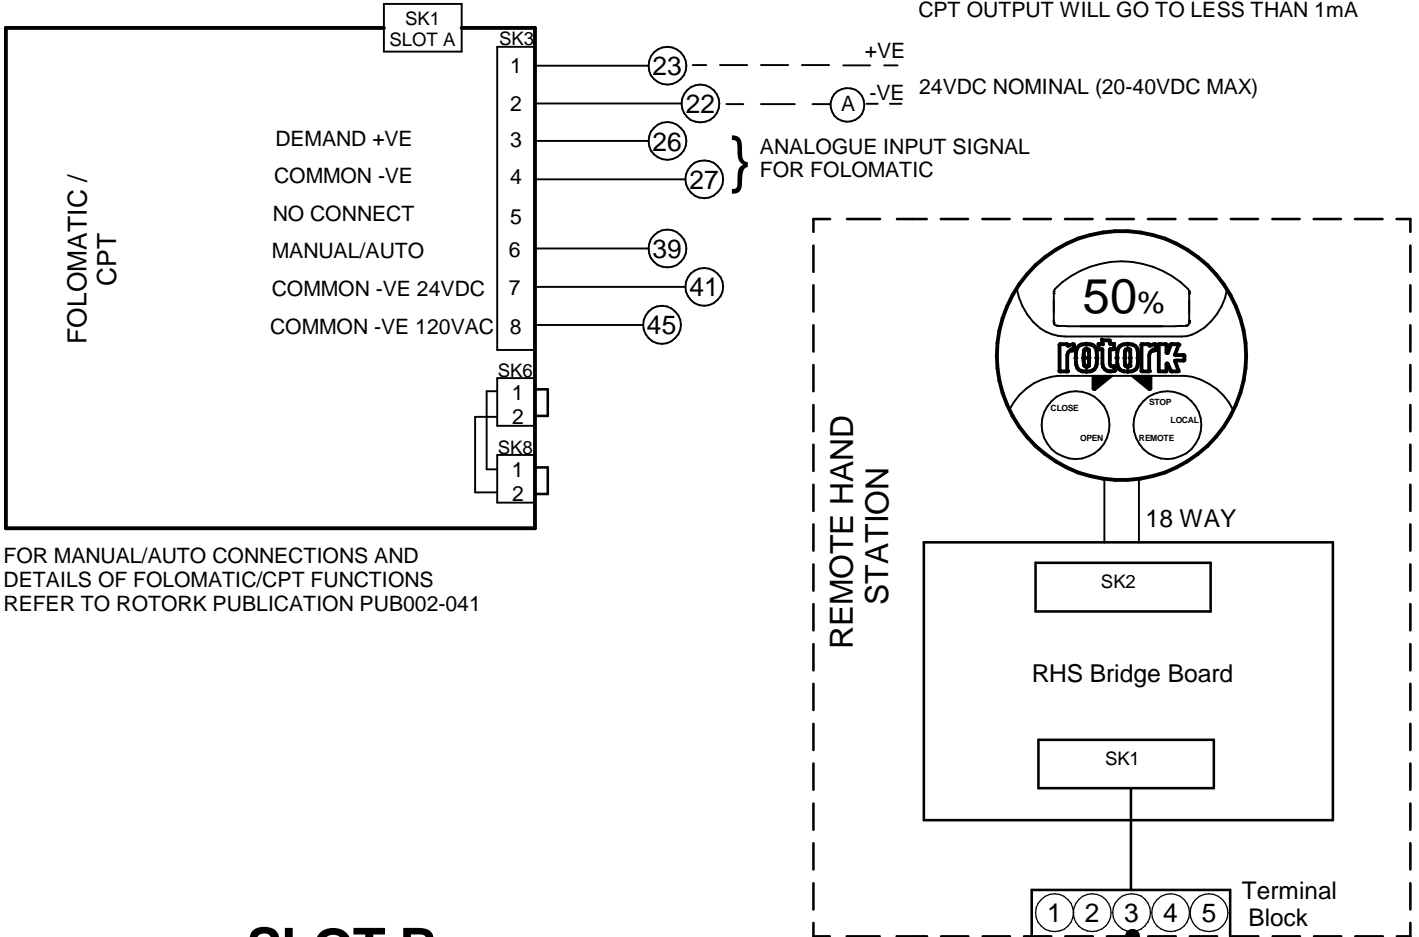 CPT OUTPUT WILL GO TO LESS THAN 1mA
SK1
SLOT A
SK3
1
23
+VE
2
22
A
-VE
24VDC NOMINAL (20-40VDC MAX)
DEMAND +VE
3
26
COMMON -VE
4
27
} ANALOGUE INPUT SIGNAL
FOR FOLOMATIC
NO CONNECT
5
MANUAL/AUTO
6
39
COMMON -VE 24VDC
7
41
COMMON -VE 120VAC
8
45
FOLOMATIC /
CPT
SK6
1
2
SK8
1
2
FOR MANUAL/AUTO CONNECTIONS AND
DETAILS OF FOLOMATIC/CPT FUNCTIONS
REFER TO ROTORK PUBLICATION PUB002-041
REMOTE HAND
STATION
50%
rotork
CLOSE
OPEN
STOP
LOCAL
REMOTE
18 WAY
SK2
RHS Bridge Board
SK1
Terminal
Block
1 2 3 4 5
SLOT B